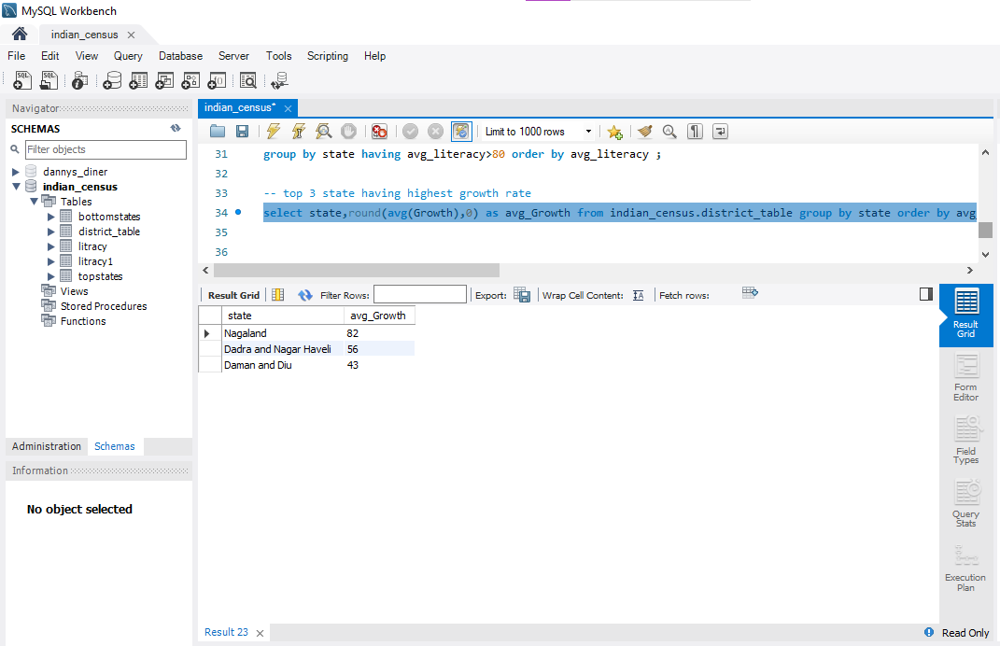 MySQL Workbench
indian_census
File Edit View Query Database Server Tools Scripting Help
Navigator
SCHEMAS
Filter objects
dannys_diner
indian_census
Tables
bottomstates
district_table
litracy
litracy1
topstates
Views
Stored Procedures
Functions
Administration Schemas
Information
No object selected
indian_census*
Limit to 1000 rows
31 group by state having avg_literacy>80 order by avg_literacy ;
32
33 -- top 3 state having highest growth rate
34 select state,round(avg(Growth),0) as avg_Growth from indian_census.district_table group by state order by avg
35
36
Result Grid Filter Rows: Export: Wrap Cell Content: Fetch rows:
state avg_Growth
Nagaland 82
Dadra and Nagar Haveli 56
Daman and Diu 43
Result
Grid
Form
Editor
Field
Types
Query
Stats
Execution
Plan
Result 23
Read Only